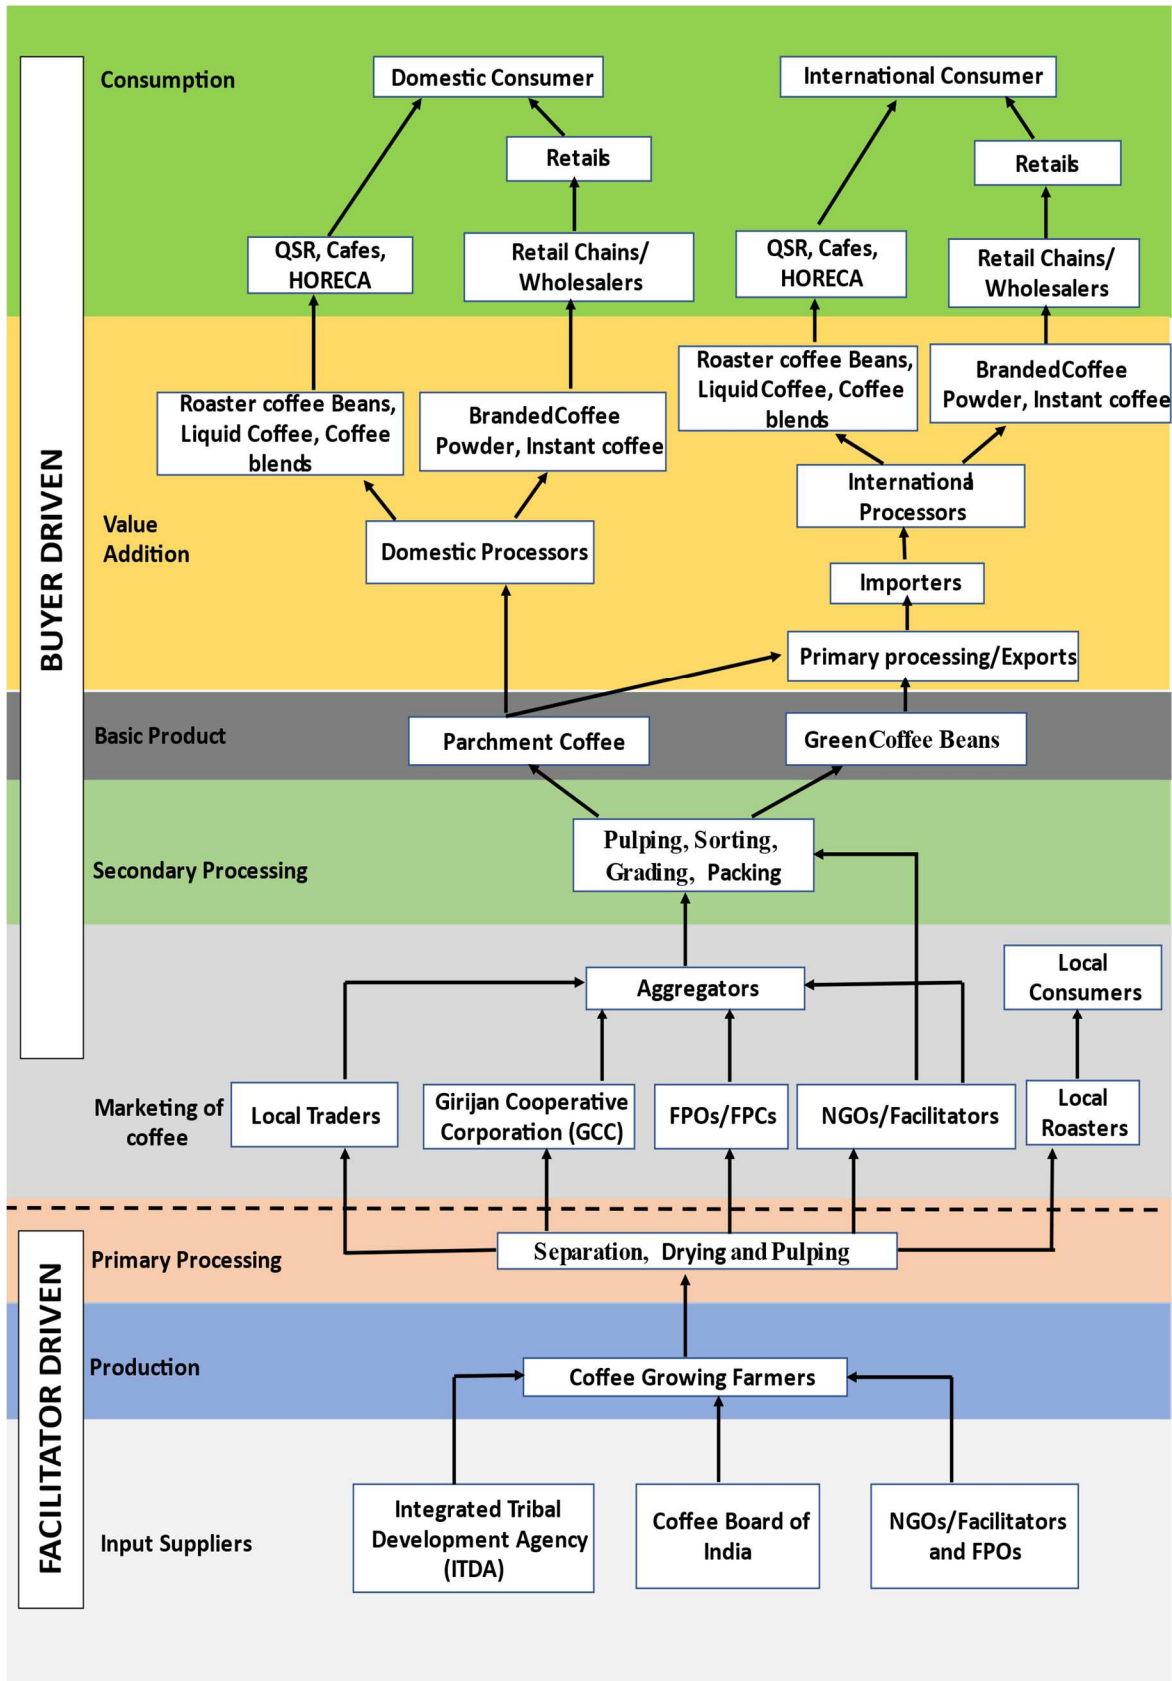 BUYER DRIVEN
Consumption
Domestic Consumer
International Consumer
Retails
Retails
QSR, Cafes,
HORECA
Retail Chains/
Wholesalers
QSR, Cafes,
HORECA
Retail Chains/
Wholesalers
Roaster coffee Beans,
Liquid Coffee, Coffee
blends
Branded Coffee
Powder, Instant coffee
Roaster coffee Beans,
Liquid Coffee, Coffee
blends
Branded Coffee
Powder, Instant coffee
Value
Addition
Domestic Processors
International
Processors
Importers
Primary processing/Exports
Basic Product
Parchment Coffee
Green Coffee Beans
Secondary Processing
Pulping, Sorting,
Grading, Packing
Aggregators
Local
Consumers
Marketing of
coffee
Local Traders
Girijan Cooperative
Corporation (GCC)
FPOs/FPCs
NGOs/Facilitators
Local
Roasters
FACILITATOR DRIVEN
Primary Processing
Separation, Drying and Pulping
Production
Coffee Growing Farmers
Input Suppliers
Integrated Tribal
Development Agency
(ITDA)
Coffee Board of
India
NGOs/Facilitators
and FPOs